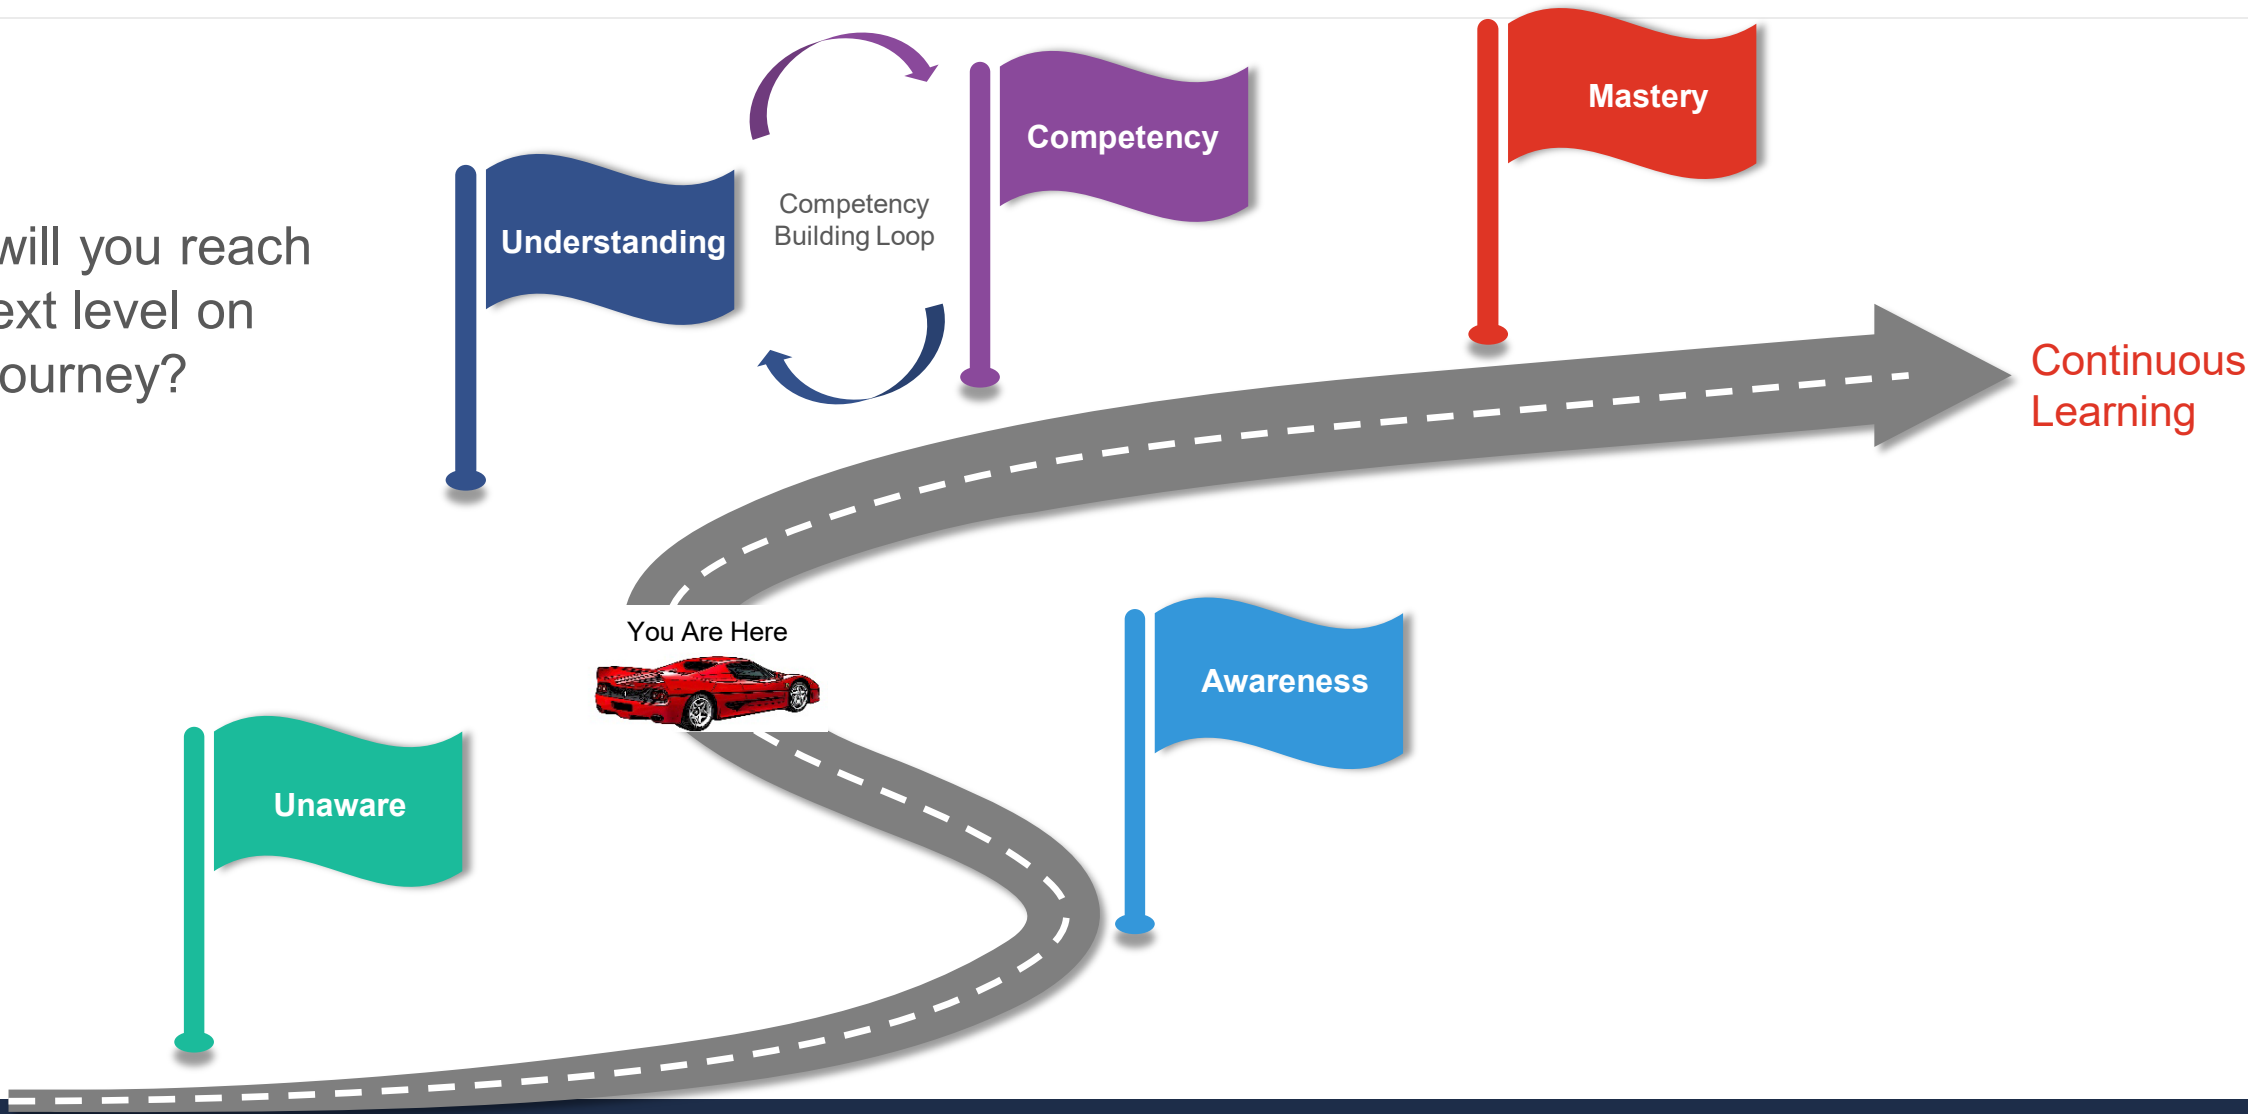 will you reach
ext level on
ourney?
Understanding
Competency
Building Loop
Competency
Mastery
Continuous
Learning
You Are Here
Awareness
Unaware